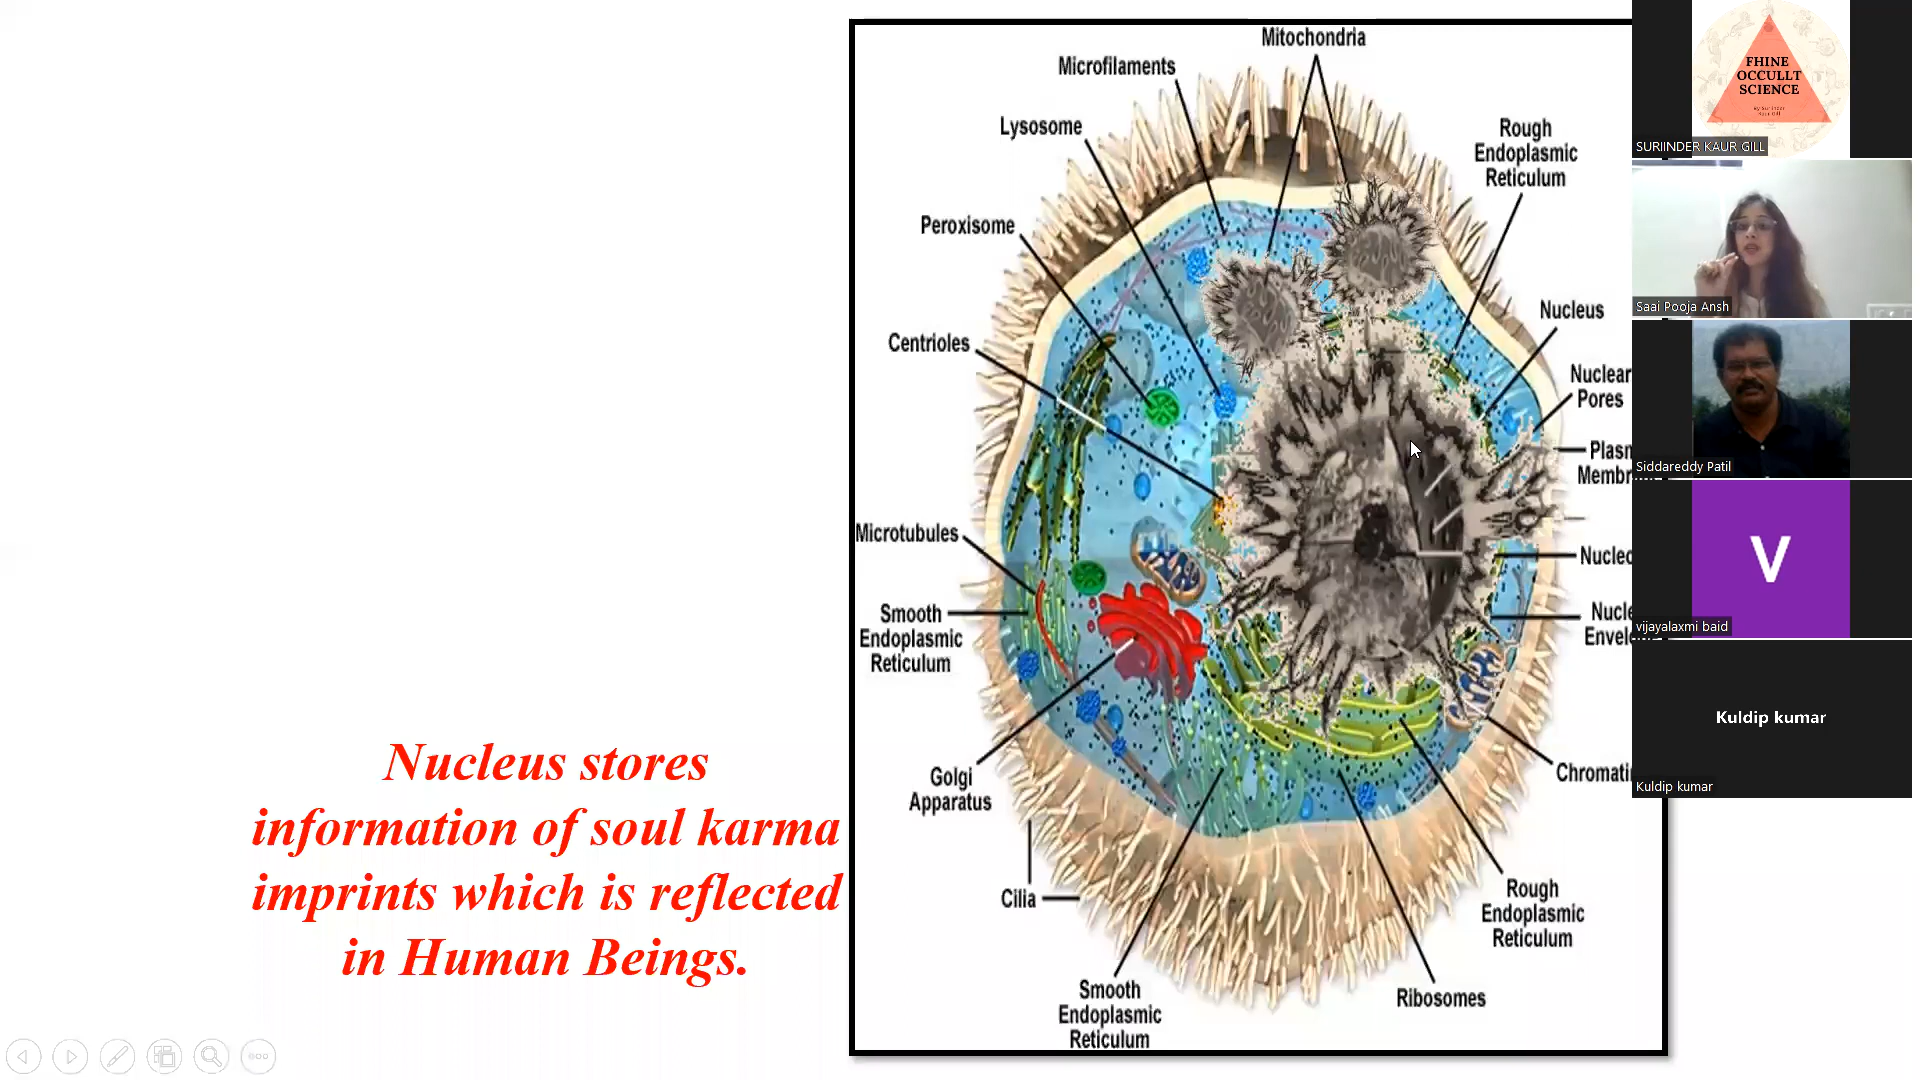 Mitochondria
Microfilaments
Lysosome
Rough
Endoplasmic
Reticulum
Peroxisome
Nucleus
Centrioles
Nuclear
Pores
Microtubules
Smooth
Endoplasmic
Reticulum
Golgi
Apparatus
Cilia
Rough
Endoplasmic
Reticulum
Smooth
Endoplasmic
Reticulum
Ribosomes
Nucleus stores
information of soul karma
imprints which is reflected
in Human Beings.
FHINE
OCCULLT
SCIENCE
SURIINDER KAUR GILL
Saai Pooja Ansh
Siddareddy Patil
V
vijayalaxmi baid
Kuldip kumar
Kuldip kumar